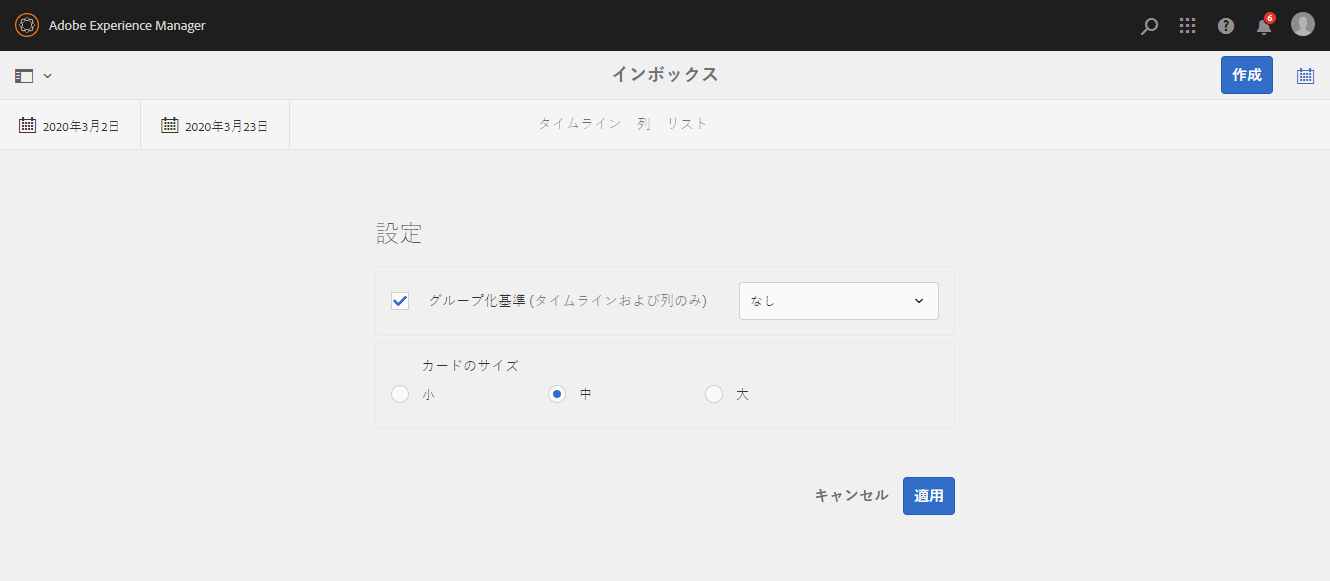 Adobe Experience Manager
6
インボックス
作成
2020年3月2日
2020年3月23日
タイムライン 列 リスト
設定
グループ化基準 (タイムラインおよび列のみ)
なし
カードのサイズ
小
中
大
キャンセル
適用